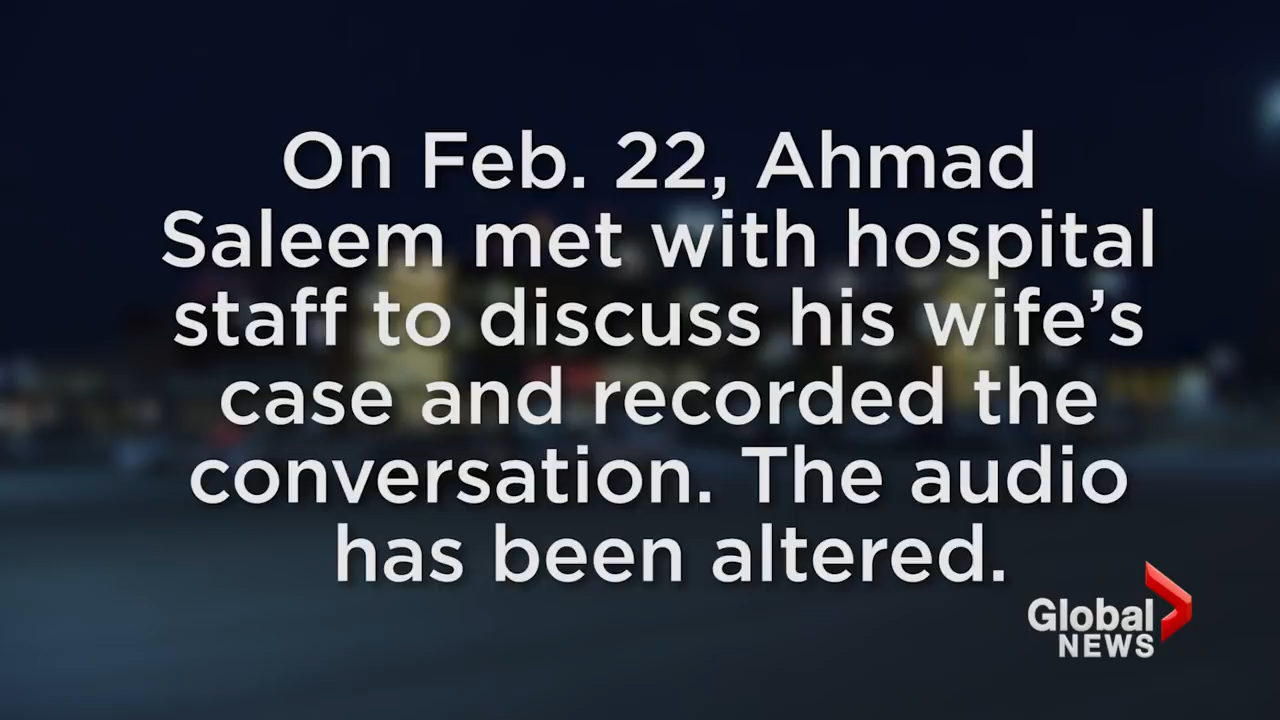 On Feb. 22, Ahmad
Saleem met with hospital
staff to discuss his wife’s
case and recorded the
conversation. The audio
has been altered.
Global
NEWS